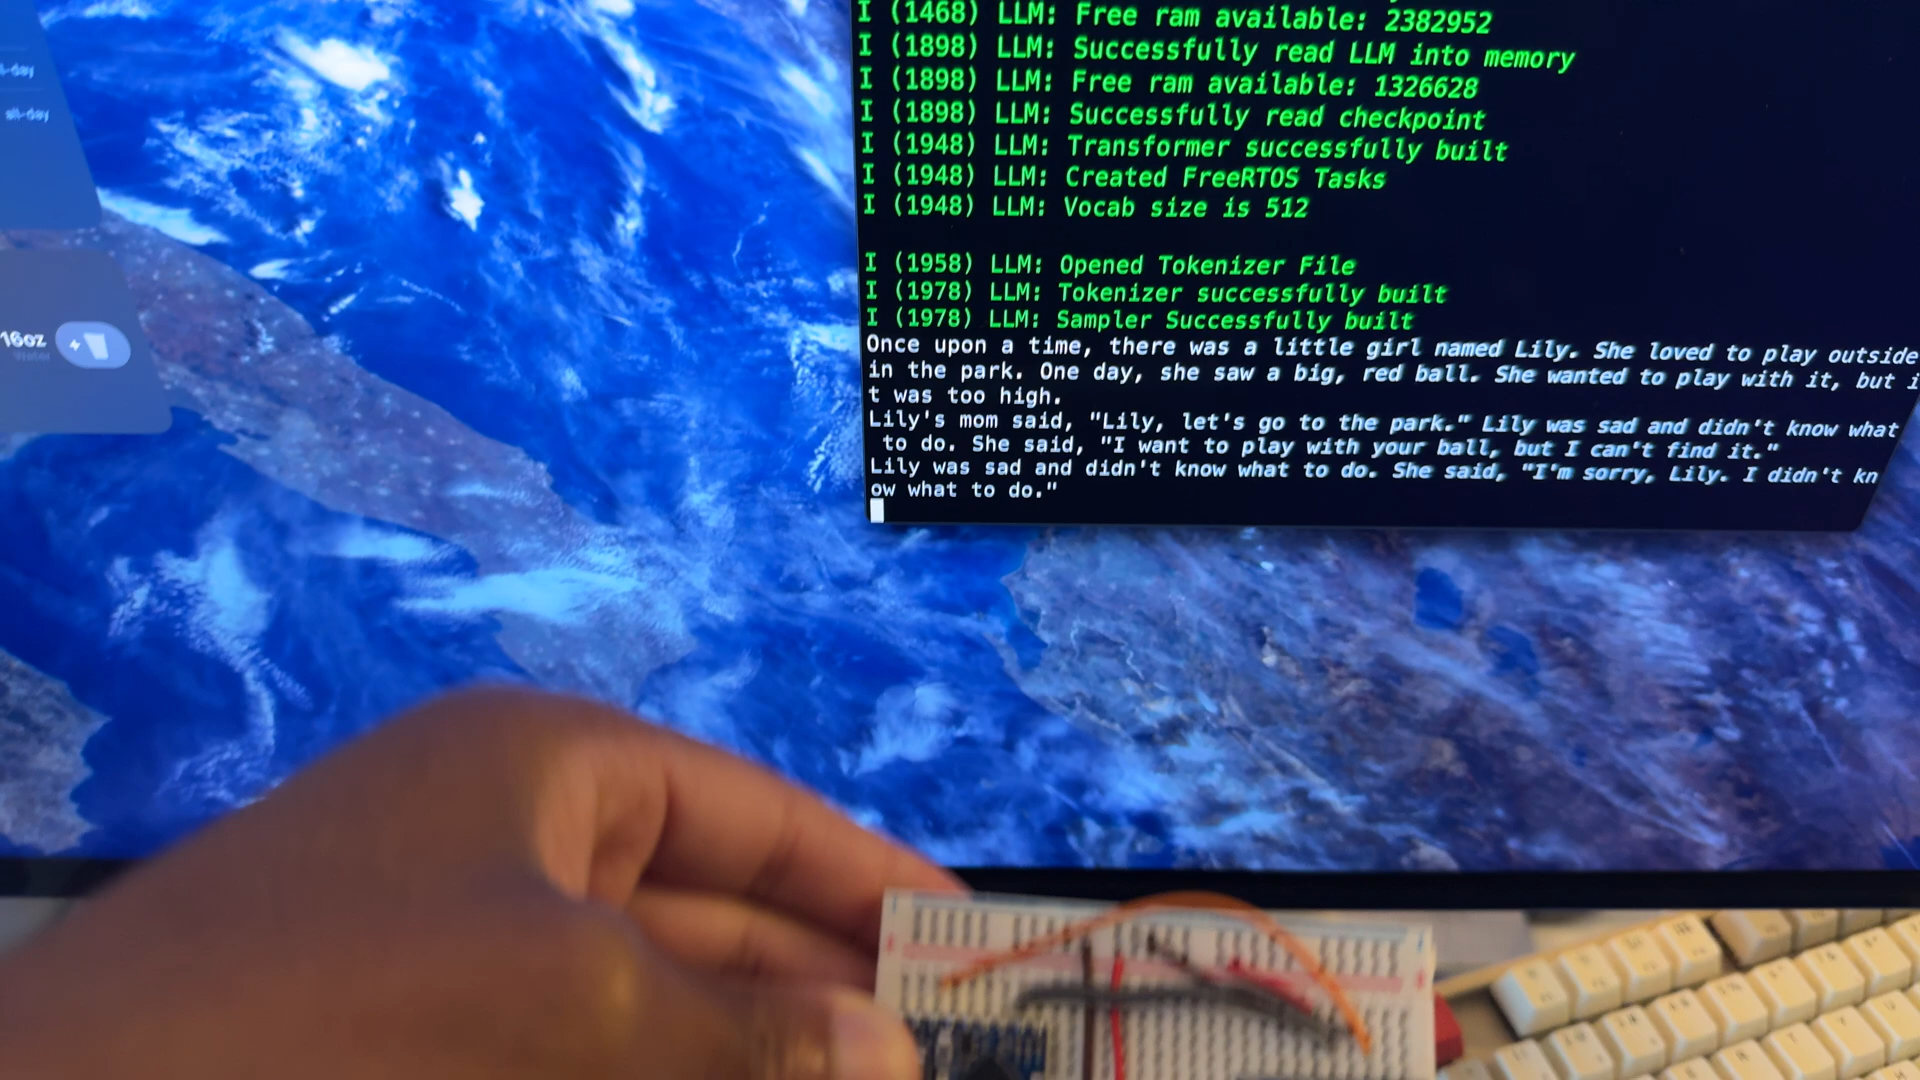 all-day
16oz
Water
I (1468) LLM: Free ram available: 2382952
I (1898) LLM: Successfully read LLM into memory
I (1898) LLM: Free ram available: 1326628
I (1898) LLM: Successfully read checkpoint
I (1948) LLM: Transformer successfully built
I (1948) LLM: Created FreeRTOS Tasks
I (1948) LLM: Vocab size is 512
I (1958) LLM: Opened Tokenizer File
I (1978) LLM: Tokenizer successfully built
I (1978) LLM: Sampler Successfully built
Once upon a time, there was a little girl named Lily. She loved to play outside
in the park. One day, she saw a big, red ball. She wanted to play with it, but i
t was too high.
Lily's mom said, "Lily, let's go to the park." Lily was sad and didn't know what
to do. She said, "I want to play with your ball, but I can't find it."
Lily was sad and didn't know what to do. She said, "I'm sorry, Lily. I didn't kn
ow what to do."